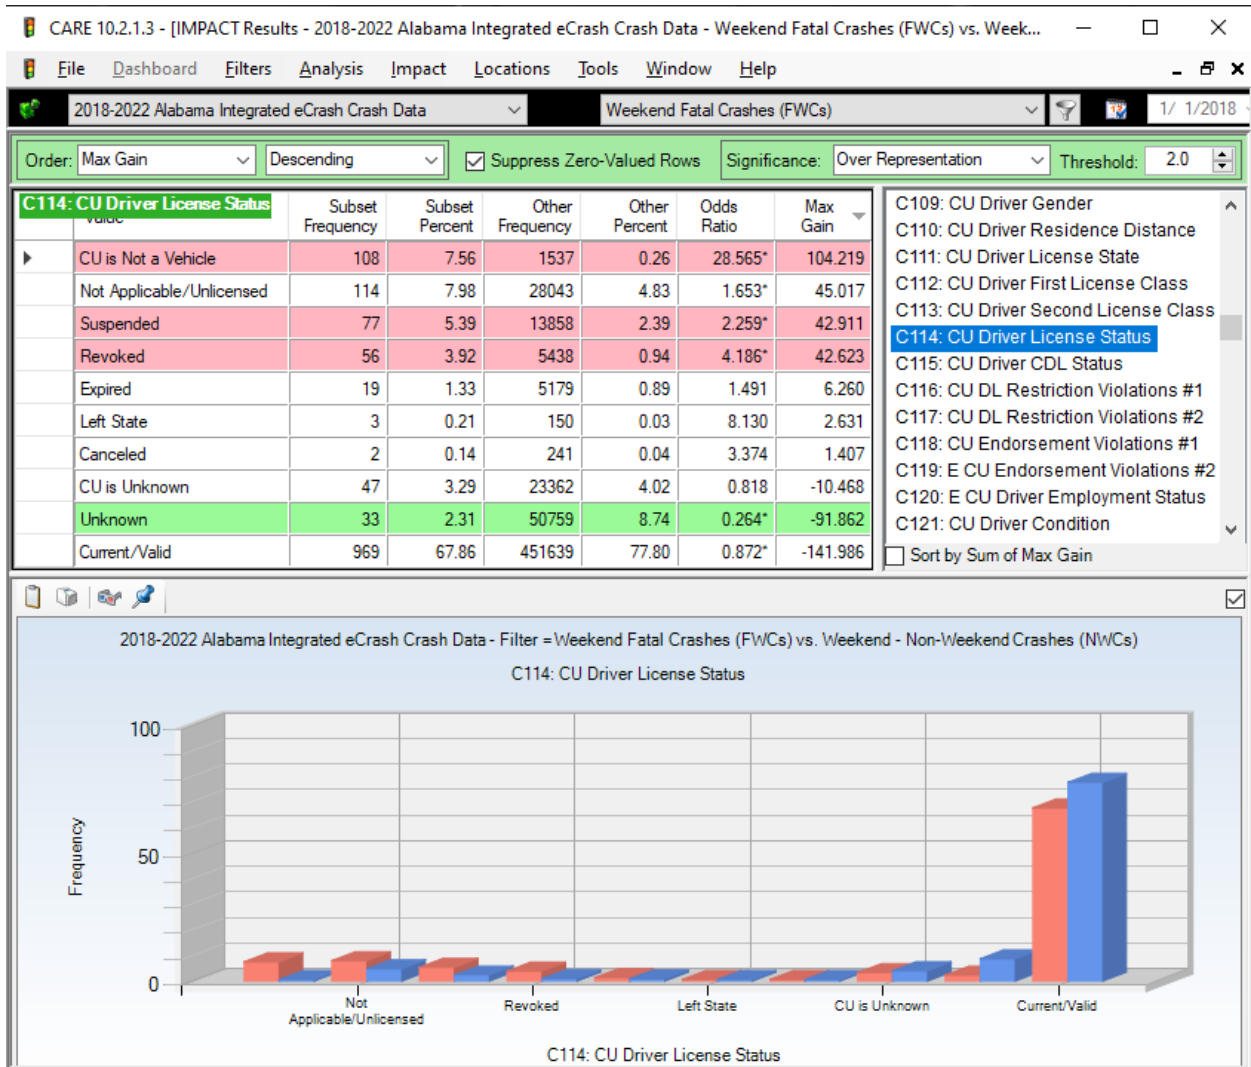 CARE 10.2.1.3 - [IMPACT Results - 2018-2022 Alabama Integrated eCrash Crash Data - Weekend Fatal Crashes (FWCs) vs. Week...
File Dashboard Filters Analysis Impact Locations Tools Window Help
2018-2022 Alabama Integrated eCrash Crash Data Weekend Fatal Crashes (FWCs) 1/ 1/2018
Order: Max Gain Descending Suppress Zero-Valued Rows Significance: Over Representation Threshold: 2.0
C114: CU Driver License Status
Value Subset Frequency Subset Percent Other Frequency Other Percent Odds Ratio Max Gain
CU is Not a Vehicle 108 7.56 1537 0.26 28.565* 104.219
Not Applicable/Unlicensed 114 7.98 28043 4.83 1.653* 45.017
Suspended 77 5.39 13858 2.39 2.259* 42.911
Revoked 56 3.92 5438 0.94 4.186* 42.623
Expired 19 1.33 5179 0.89 1.491 6.260
Left State 3 0.21 150 0.03 8.130 2.631
Canceled 2 0.14 241 0.04 3.374 1.407
CU is Unknown 47 3.29 23362 4.02 0.818 -10.468
Unknown 33 2.31 50759 8.74 0.264* -91.862
Current/Valid 969 67.86 451639 77.80 0.872* -141.986
C109: CU Driver Gender
C110: CU Driver Residence Distance
C111: CU Driver License State
C112: CU Driver First License Class
C113: CU Driver Second License Class
C114: CU Driver License Status
C115: CU Driver CDL Status
C116: CU DL Restriction Violations #1
C117: CU DL Restriction Violations #2
C118: CU Endorsement Violations #1
C119: E CU Endorsement Violations #2
C120: E CU Driver Employment Status
C121: CU Driver Condition
Sort by Sum of Max Gain
2018-2022 Alabama Integrated eCrash Crash Data - Filter = Weekend Fatal Crashes (FWCs) vs. Weekend - Non-Weekend Crashes (NWCs)
C114: CU Driver License Status
100
50
0
Frequency
Not Applicable/Unlicensed
Revoked
Left State
CU is Unknown
Current/Valid
C114: CU Driver License Status